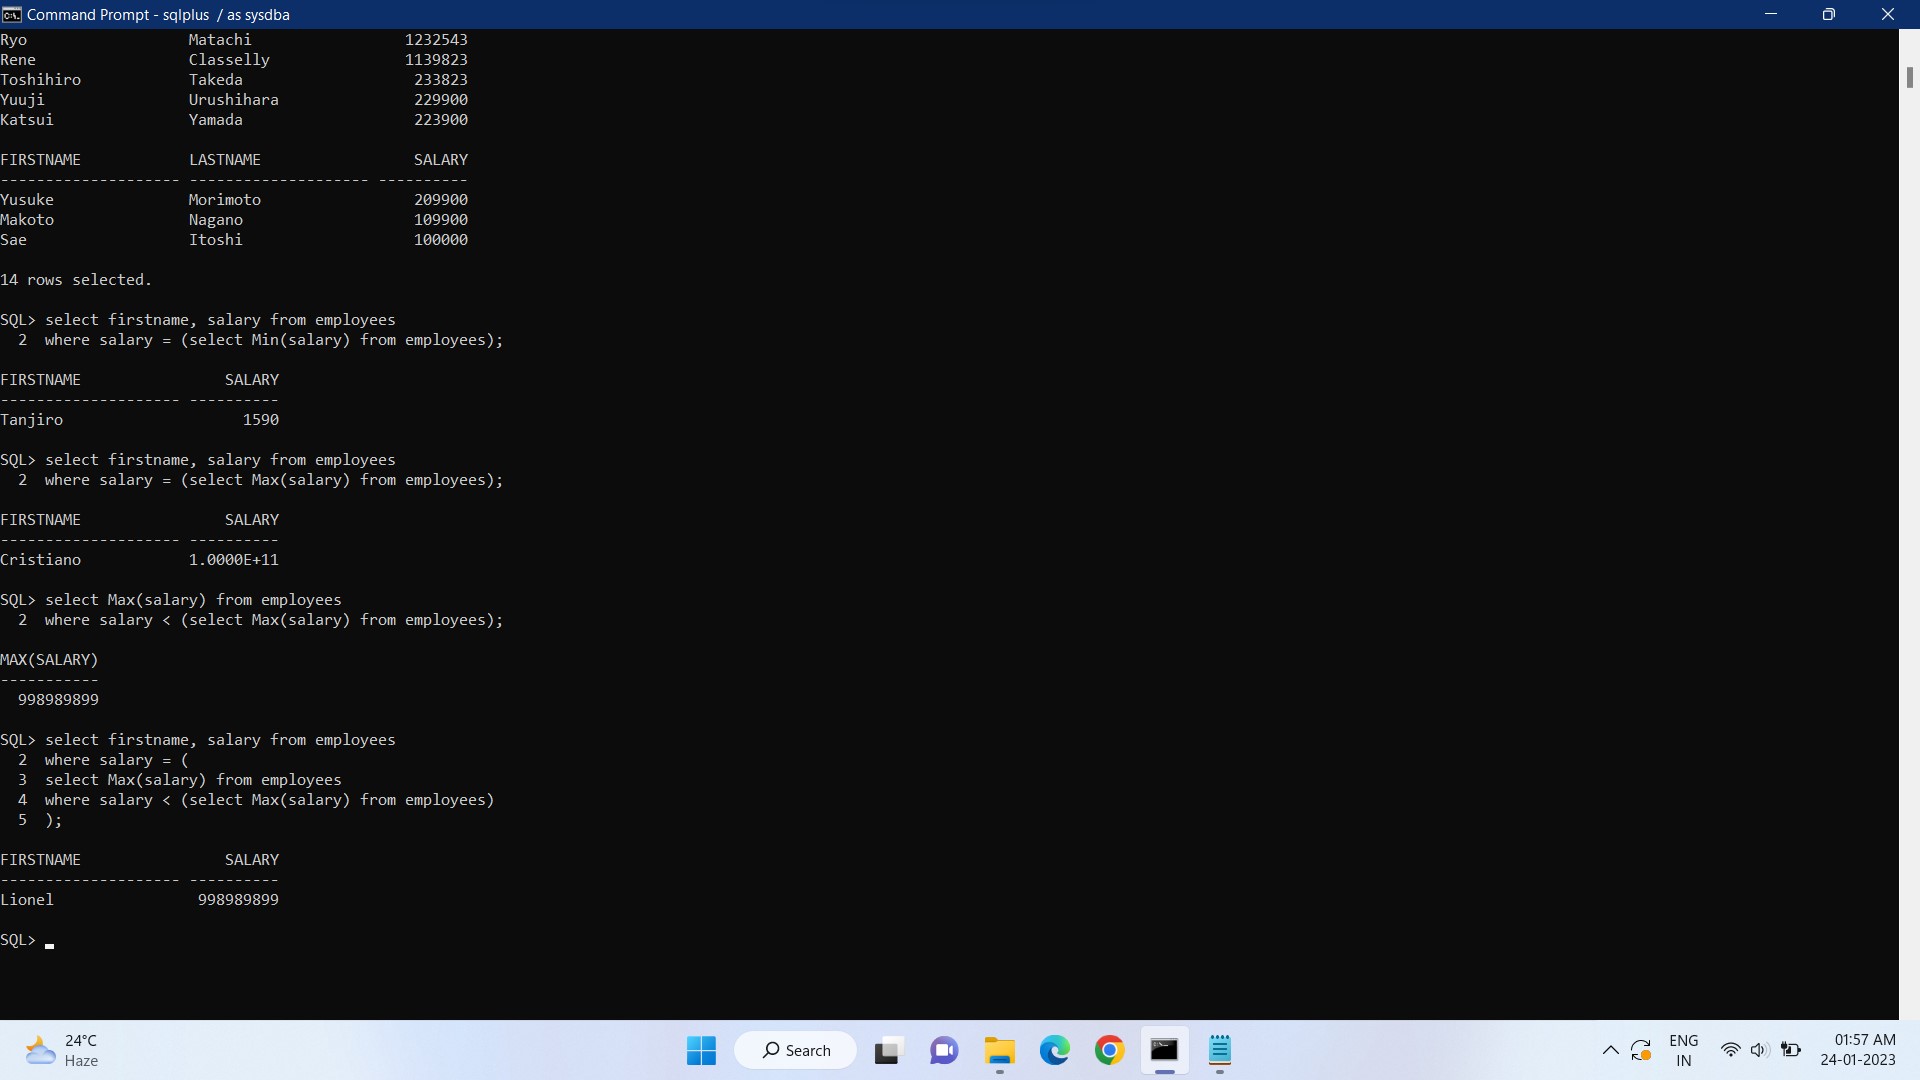 Command Prompt - sqlplus  / as sysdba
Ryo                  Matachi                 1232543
Rene                 Classelly               1139823
Toshihiro            Takeda                   233823
Yuuji                Urushihara               229900
Katsui               Yamada                   223900
FIRSTNAME            LASTNAME                 SALARY
-------------------- -------------------- ----------
Yusuke               Morimoto                 209900
Makoto               Nagano                   109900
Sae                  Itoshi                   100000
14 rows selected.
SQL> select firstname, salary from employees
  2  where salary = (select Min(salary) from employees);
FIRSTNAME                SALARY
-------------------- ----------
Tanjiro                    1590
SQL> select firstname, salary from employees
  2  where salary = (select Max(salary) from employees);
FIRSTNAME                SALARY
-------------------- ----------
Cristiano            1.0000E+11
SQL> select Max(salary) from employees
  2  where salary < (select Max(salary) from employees);
MAX(SALARY)
-----------
  998989899
SQL> select firstname, salary from employees
  2  where salary = (
  3  select Max(salary) from employees
  4  where salary < (select Max(salary) from employees)
  5  );
FIRSTNAME                SALARY
-------------------- ----------
Lionel                998989899
SQL>
24°C
Haze
Search
ENG
IN
01:57 AM
24-01-2023